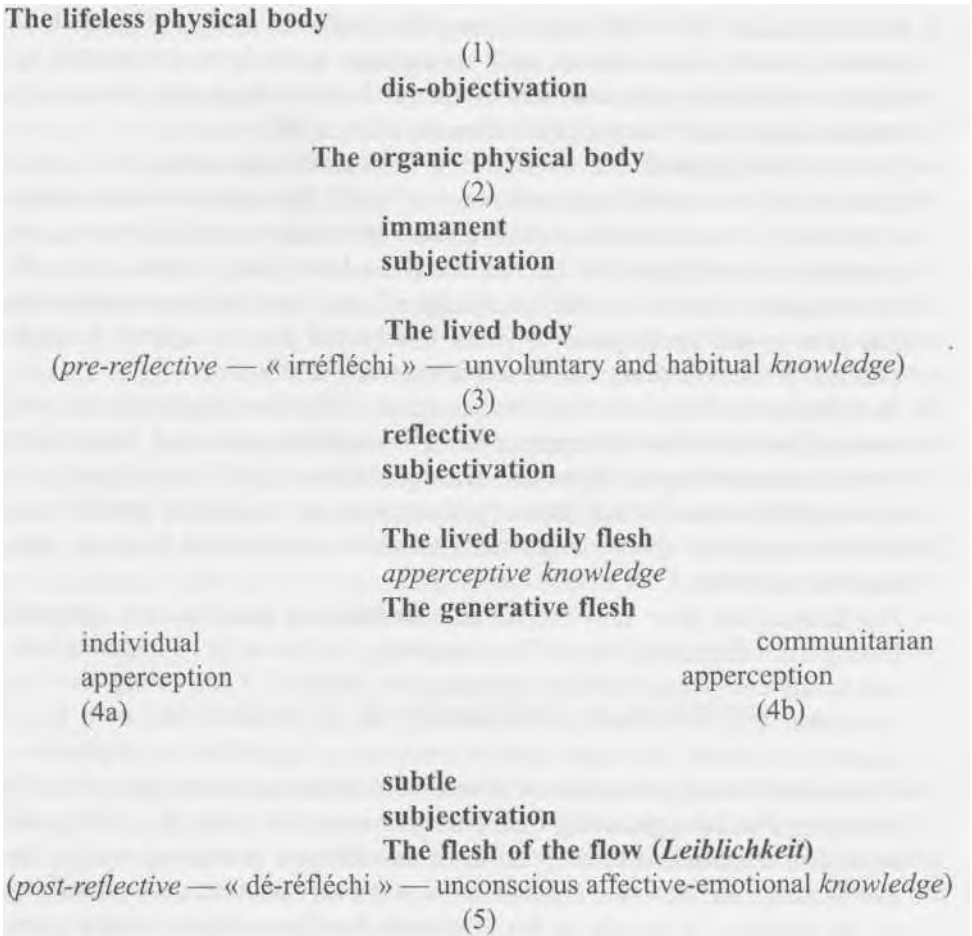 The lifeless physical body
(1)
dis-objectivation
The organic physical body
(2)
immanent
subjectivation
The lived body
(pre-reflective — « irréfléchi » — unvoluntary and habitual knowledge)
(3)
reflective
subjectivation
The lived bodily flesh
apperceptive knowledge
The generative flesh
individual communitarian
apperception apperception
(4a) (4b)
subtle
subjectivation
The flesh of the flow (Leiblichkeit)
(post-reflective — « dé-réfléchi » — unconscious affective-emotional knowledge)
(5)